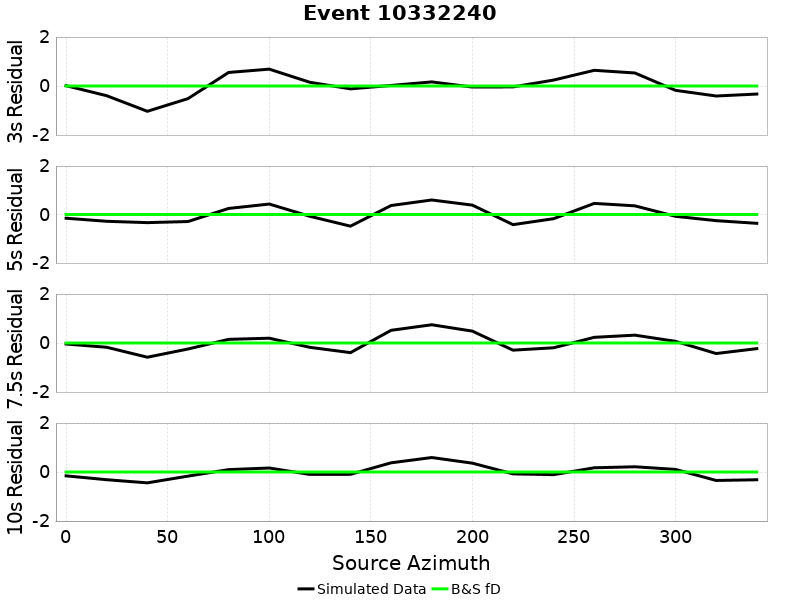 Event 10332240
3s Residual
2
0
-2
5s Residual
2
0
-2
7.5s Residual
2
0
-2
10s Residual
2
0
-2
0 50 100 150 200 250 300
Source Azimuth
Simulated Data B&S fD